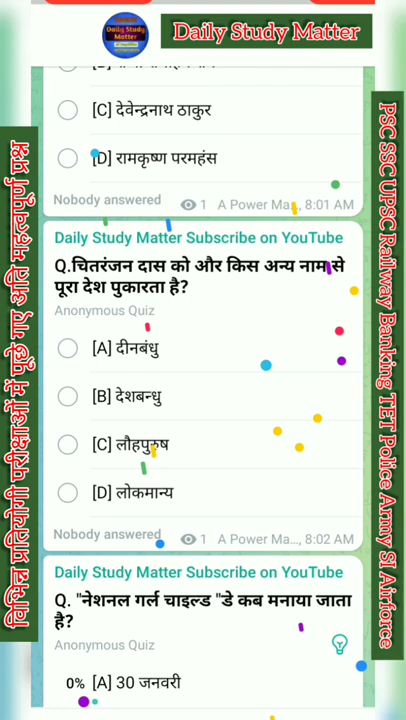 Daily Study Matter
Daily Study Matter
[C] देवेन्द्रनाथ ठाकुर
[D] रामकृष्ण परमहंस
Nobody answered
1 A Power Ma..., 8:01 AM
Daily Study Matter Subscribe on YouTube
Q.चितरंजन दास को और किस अन्य नाम से
पूरा देश पुकारता है?
Anonymous Quiz
[A] दीनबंधु
[B] देशबन्धु
[C] लौहपुरुष
[D] लोकमान्य
Nobody answered
1 A Power Ma..., 8:02 AM
Daily Study Matter Subscribe on YouTube
Q. "नेशनल गर्ल चाइल्ड "डे कब मनाया जाता
है?
Anonymous Quiz
0% [A] 30 जनवरी
विभिन्न प्रतियोगी परीक्षाओं में पूछे गए अति महत्वपूर्ण प्रश्न
PSC SSC UPSC Railway Banking TET Police Army SI Airforce